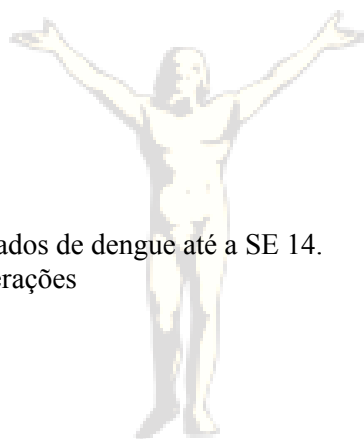 ados de dengue até a SE 14.
erações